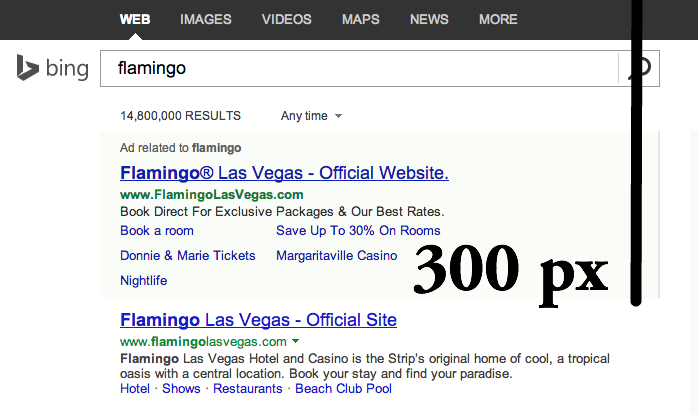 WEB IMAGES VIDEOS MAPS NEWS MORE
bing flamingo
14,800,000 RESULTS Any time
Ad related to flamingo
Flamingo® Las Vegas - Official Website.
www.FlamingoLasVegas.com
Book Direct For Exclusive Packages & Our Best Rates.
Book a room Save Up To 30% On Rooms
Donnie & Marie Tickets Margaritaville Casino
300 px
Nightlife
Flamingo Las Vegas - Official Site
www.flamingolasvegas.com
Flamingo Las Vegas Hotel and Casino is the Strip's original home of cool, a tropical
oasis with a central location. Book your stay and find your paradise.
Hotel · Shows · Restaurants · Beach Club Pool